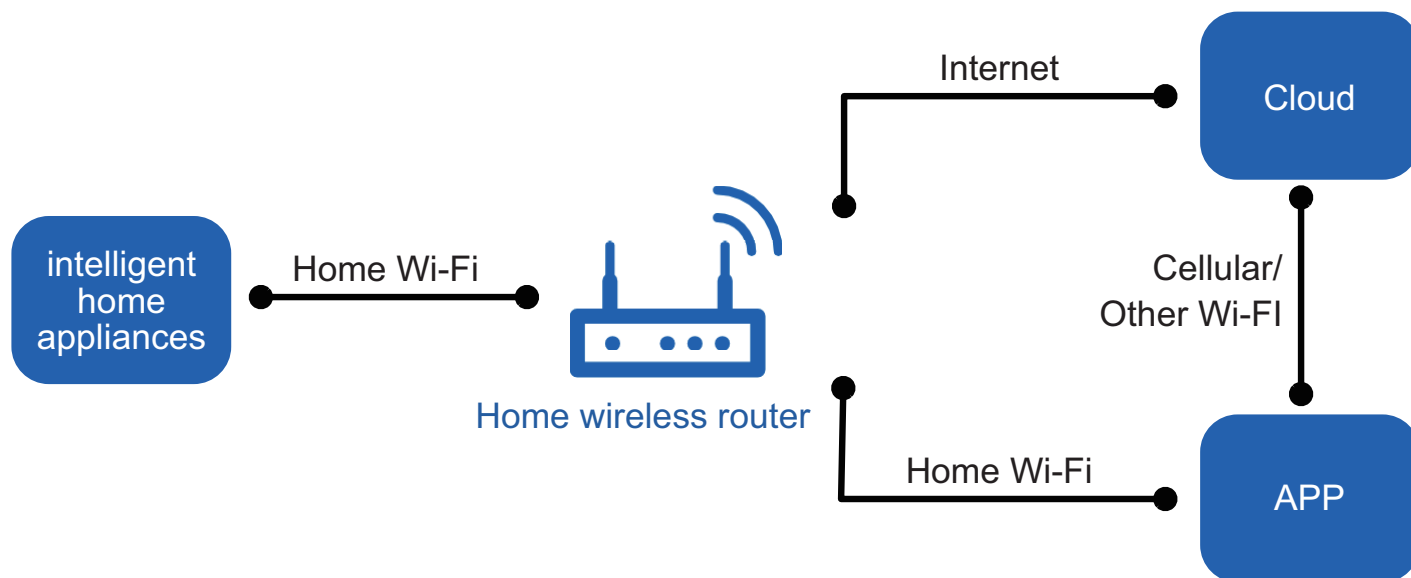 Internet
Cloud
intelligent
home
appliances
Home Wi-Fi
Cellular/
Other Wi-FI
Home wireless router
Home Wi-Fi
APP